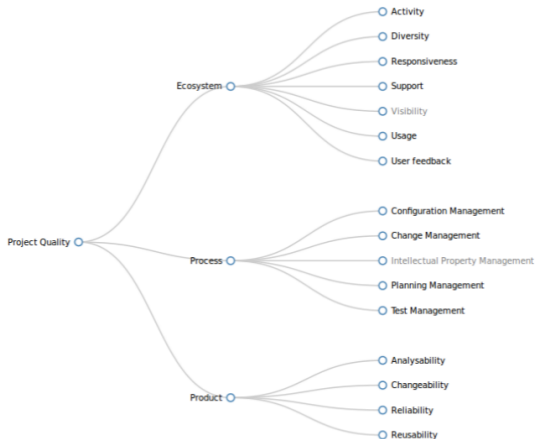 Activity
Diversity
Responsiveness
Ecosystem
Support
Visibility
Usage
User feedback
Configuration Management
Change Management
Project Quality
Process
Intellectual Property Management
Planning Management
Test Management
Analysability
Changeability
Product
Reliability
Reusability